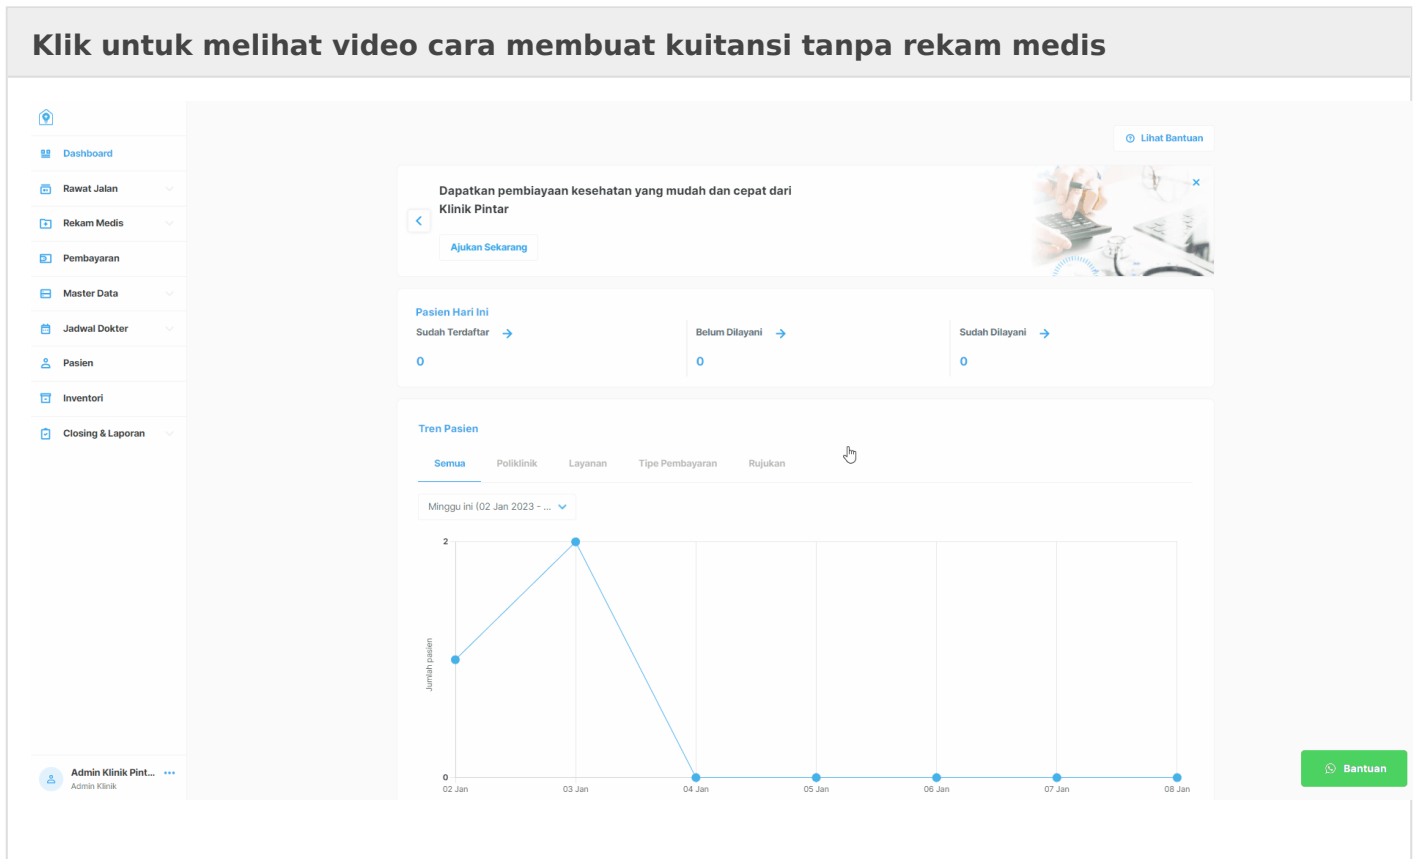 Klik untuk melihat video cara membuat kuitansi tanpa rekam medis
Lihat Bantuan
Dashboard
Rawat Jalan
Rekam Medis
Pembayaran
Master Data
Jadwal Dokter
Pasien
Inventori
Closing & Laporan
Dapatkan pembiayaan kesehatan yang mudah dan cepat dari
Klinik Pintar
Ajukan Sekarang
Pasien Hari Ini
Sudah Terdaftar
Belum Dilayani
Sudah Dilayani
0
0
0
Tren Pasien
Semua
Poliklinik
Layanan
Tipe Pembayaran
Rujukan
Minggu ini (02 Jan 2023 - ...
2
Jumlah pasien
0
02 Jan
03 Jan
04 Jan
05 Jan
06 Jan
07 Jan
08 Jan
Admin Klinik Pint...
Admin Klinik
Bantuan